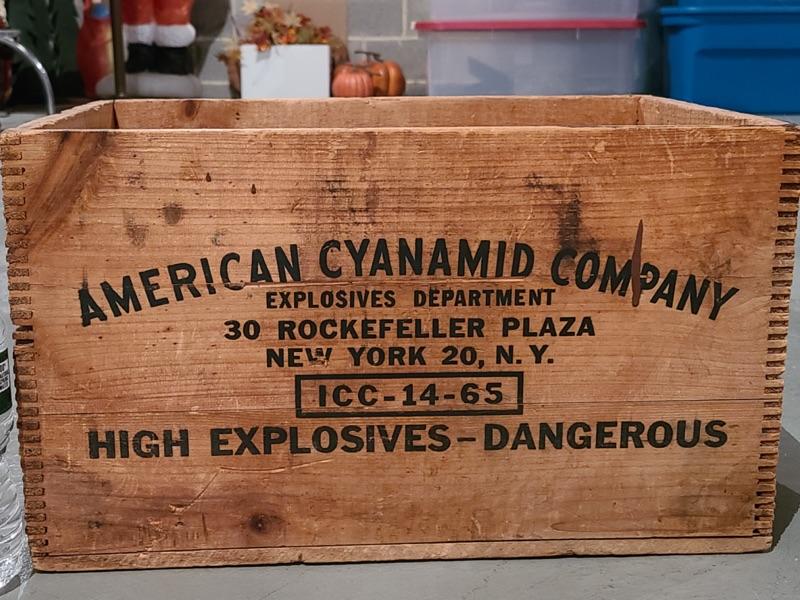 AMERICAN CYANAMID COMPANY
EXPLOSIVES DEPARTMENT
30 ROCKEFELLER PLAZA
NEW YORK 20, N. Y.
ICC-14-65
HIGH EXPLOSIVES-DANGEROUS